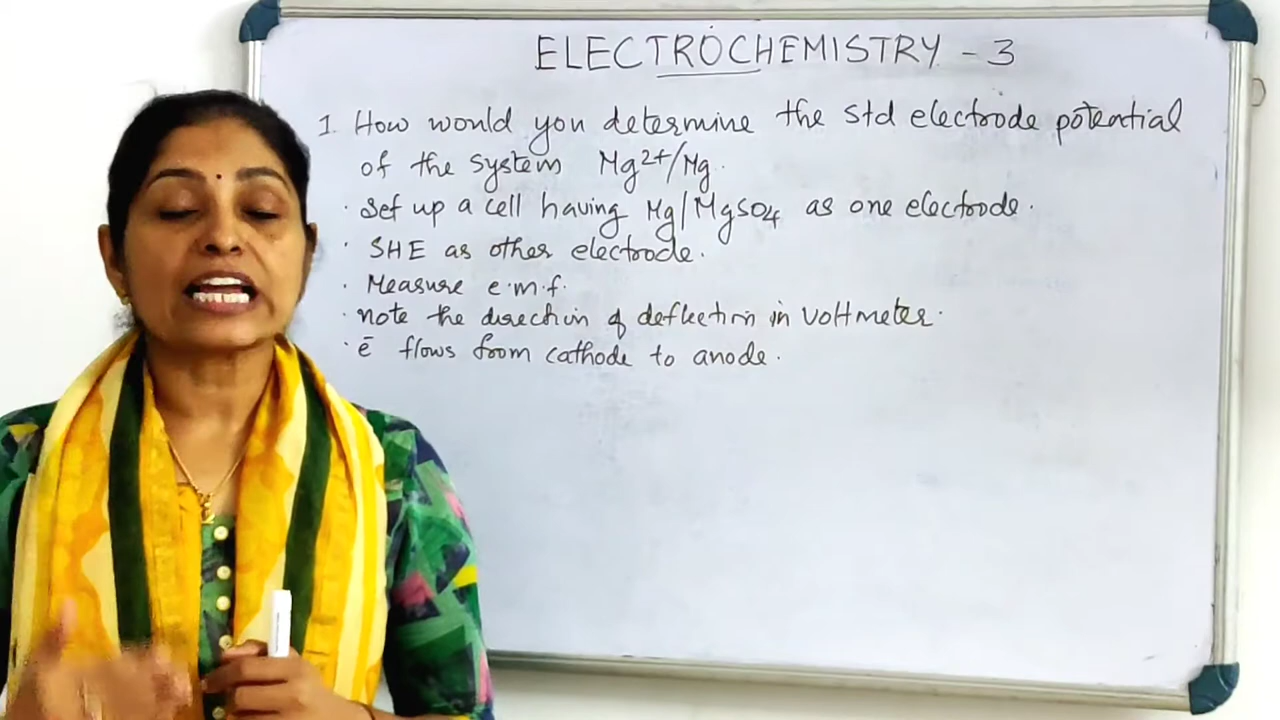 ELECTROCHEMISTRY - 3
1. How would you determine the std electrode potential
of the system Mg2+/Mg.
· Set up a cell having Mg/MgSO4 as one electrode.
· SHE as other electrode.
· Measure e.m.f.
· note the direction of deflection in voltmeter.
· ē flows from cathode to anode.